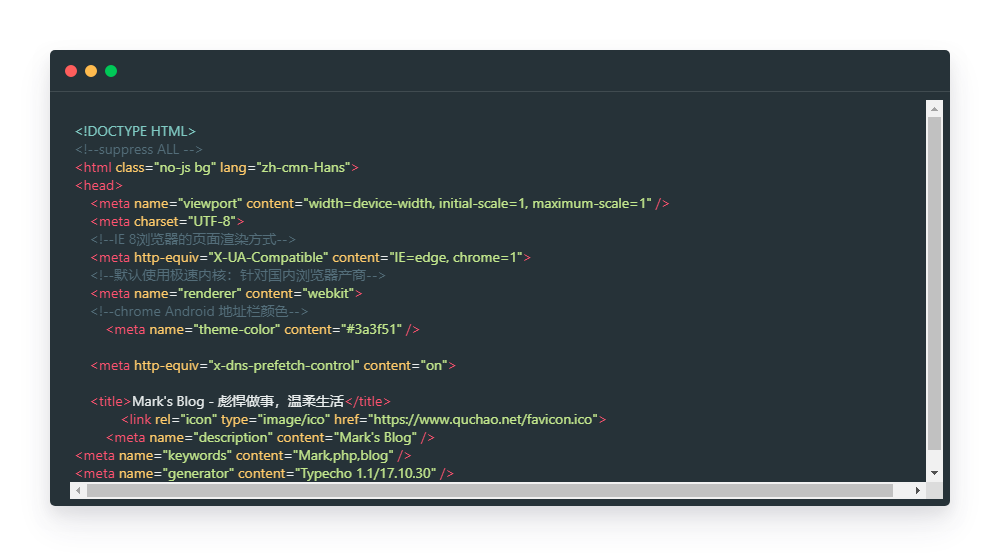 <!DOCTYPE HTML>
<!--suppress ALL -->
<html class="no-js bg" lang="zh-cmn-Hans">
<head>
<meta name="viewport" content="width=device-width, initial-scale=1, maximum-scale=1" />
<meta charset="UTF-8">
<!--IE 8浏览器的页面渲染方式-->
<meta http-equiv="X-UA-Compatible" content="IE=edge, chrome=1">
<!--默认使用极速内核：针对国内浏览器产商-->
<meta name="renderer" content="webkit">
<!--chrome Android 地址栏颜色-->
<meta name="theme-color" content="#3a3f51" />
<meta http-equiv="x-dns-prefetch-control" content="on">
<title>Mark's Blog - 彪悍做事，温柔生活</title>
<link rel="icon" type="image/ico" href="https://www.quchao.net/favicon.ico">
<meta name="description" content="Mark's Blog" />
<meta name="keywords" content="Mark,php,blog" />
<meta name="generator" content="Typecho 1.1/17.10.30" />